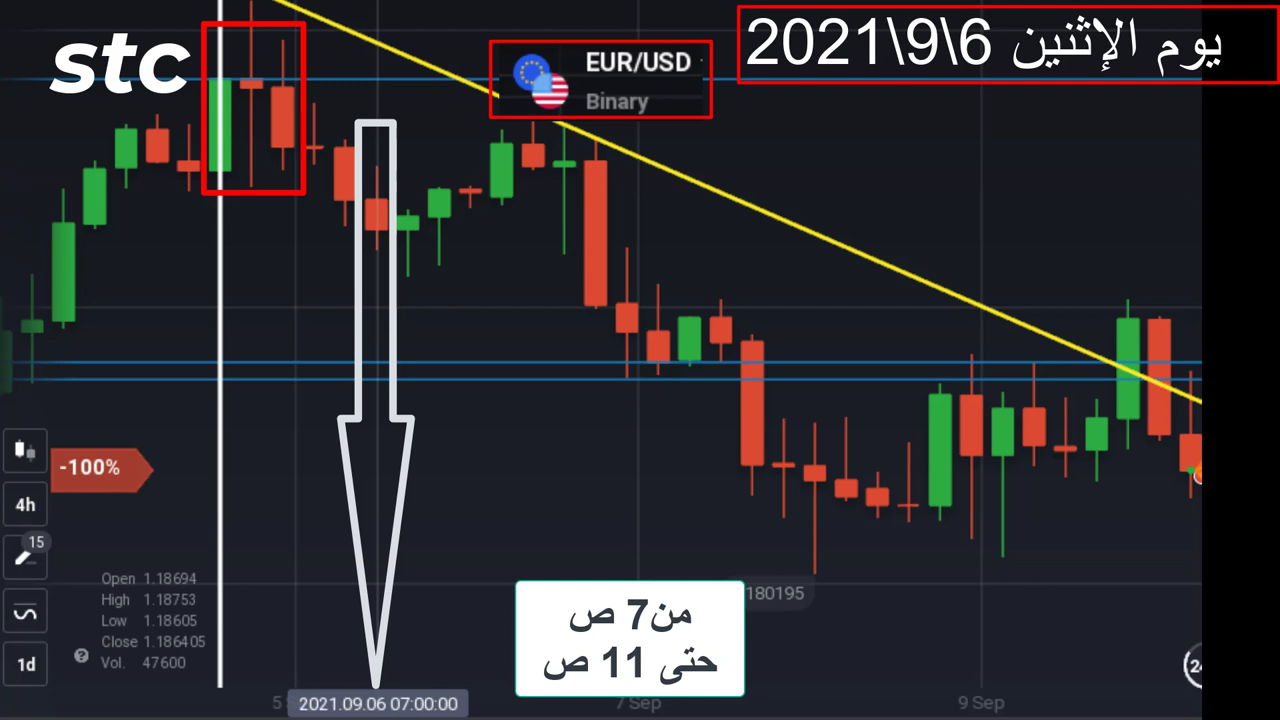 stc
EUR/USD
Binary
يوم الإثنين 6\9\2021
-100%
4h
15
Open 1.18694
High 1.18753
Low 1.18605
Close 1.186405
Vol. 47600
1d
180195
من7 ص
حتى 11 ص
2021.09.06 07:00:00
7 Sep
9 Sep